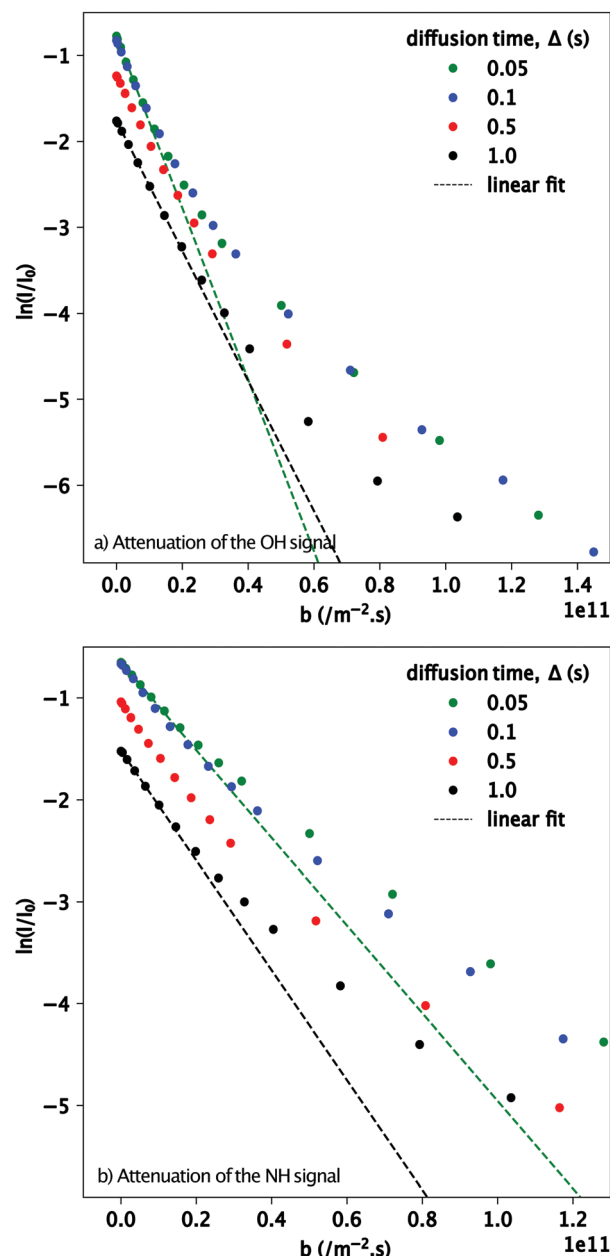 diffusion time, Δ (s)
0.05
0.1
0.5
1.0
linear fit
−1
−2
−3
−4
−5
−6
ln(I/I₀)
a) Attenuation of the OH signal
0.0 0.2 0.4 0.6 0.8 1.0 1.2 1.4
b (/m⁻².s)
1e11
diffusion time, Δ (s)
0.05
0.1
0.5
1.0
linear fit
−1
−2
−3
−4
−5
ln(I/I₀)
b) Attenuation of the NH signal
0.0 0.2 0.4 0.6 0.8 1.0 1.2
b (/m⁻².s)
1e11